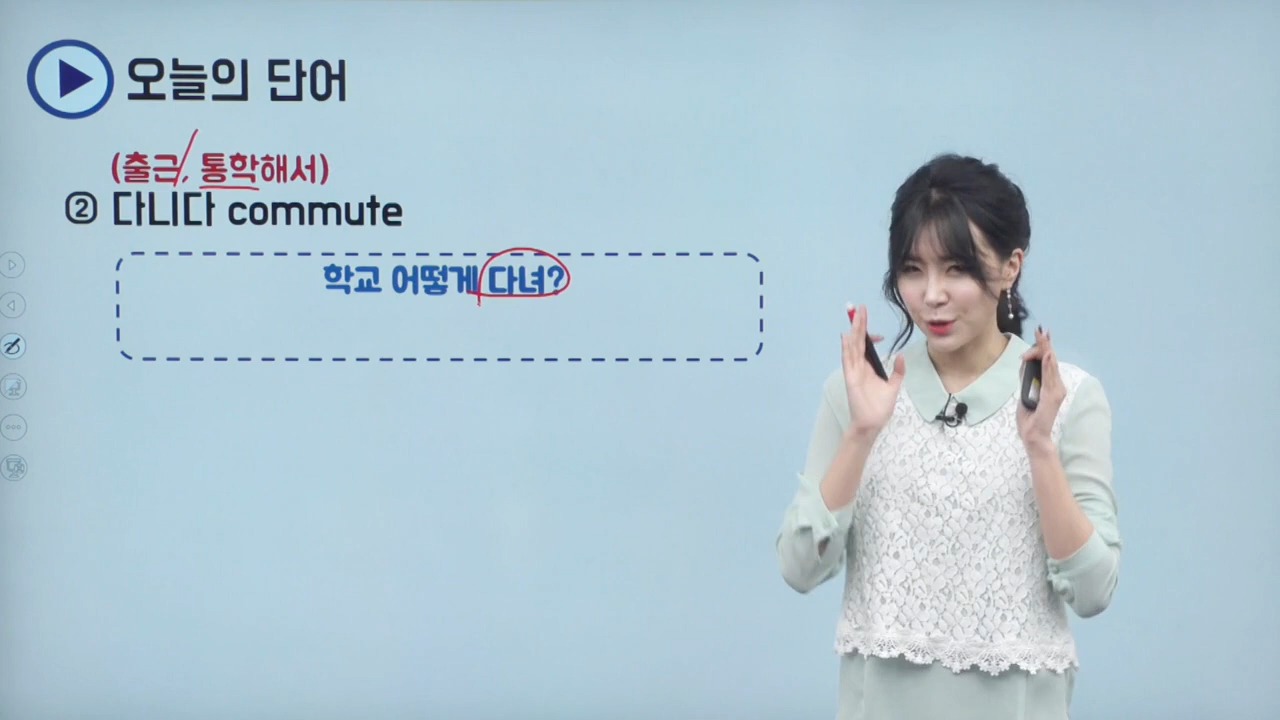 오늘의 단어
(출근, 통학해서)
② 다니다 commute
학교 어떻게 다녀?